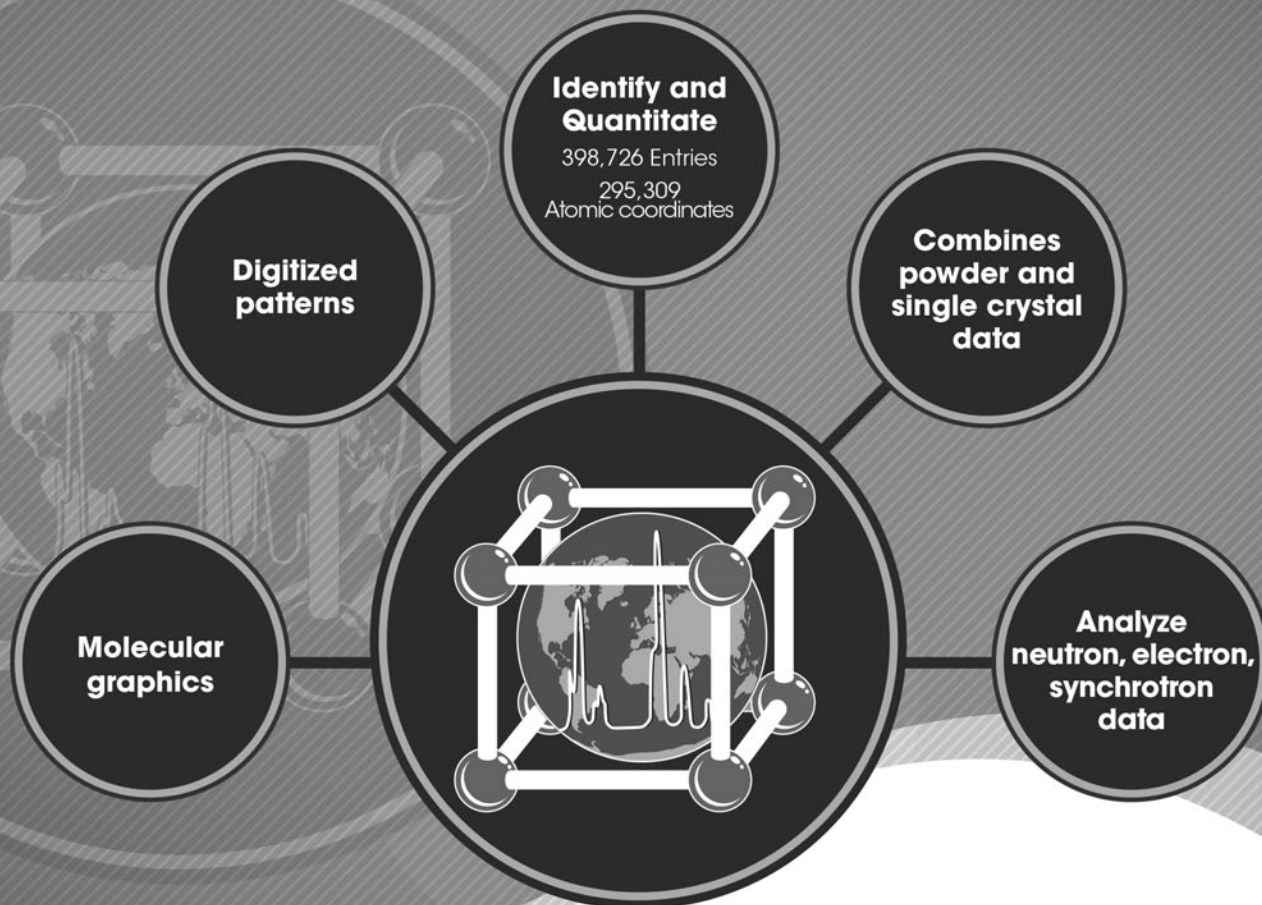 Identify and
Quantitate
398,726 Entries
295,309
Atomic coordinates
Digitized
patterns
Combines
powder and
single crystal
data
Molecular
graphics
Analyze
neutron, electron,
synchrotron
data